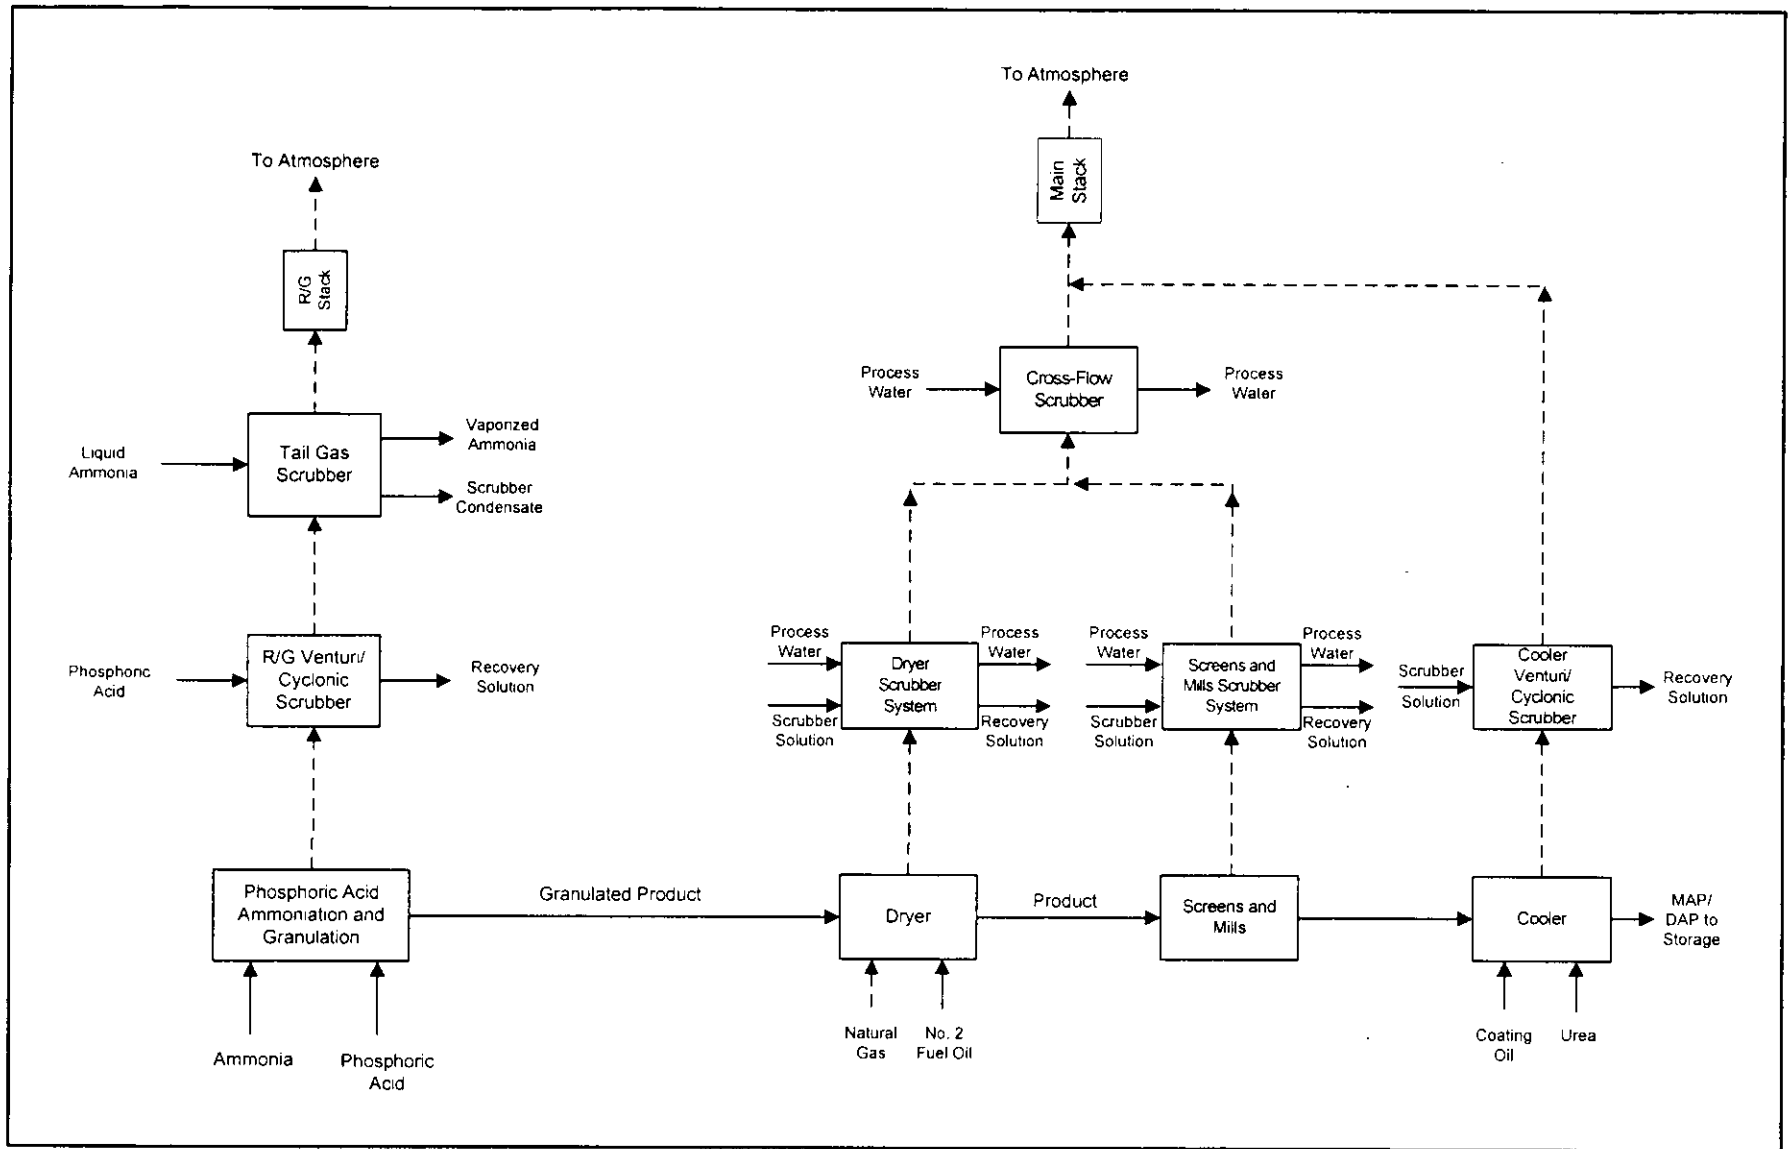 To Atmosphere
Main
Stack
To Atmosphere
R/G
Stack
Process
Water
Cross-Flow
Scrubber
Process
Water
Liquid
Ammonia
Tail Gas
Scrubber
Vaporized
Ammonia
Scrubber
Condensate
Phosphoric
Acid
R/G Venturi/
Cyclonic
Scrubber
Recovery
Solution
Process
Water
Scrubber
Solution
Dryer
Scrubber
System
Process
Water
Recovery
Solution
Process
Water
Scrubber
Solution
Screens and
Mills Scrubber
System
Process
Water
Recovery
Solution
Scrubber
Solution
Cooler
Venturi/
Cyclonic
Scrubber
Recovery
Solution
Phosphoric Acid
Ammoniation and
Granulation
Granulated Product
Dryer
Product
Screens and
Mills
Cooler
MAP/
DAP to
Storage
Ammonia
Phosphoric
Acid
Natural
Gas
No. 2
Fuel Oil
Coating
Oil
Urea